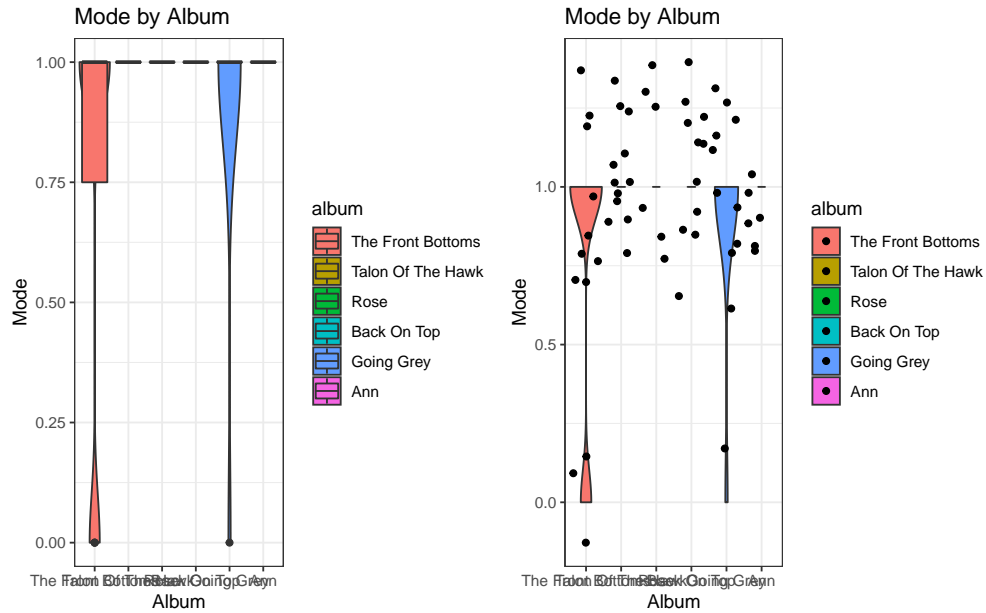 Mode by Album
1.00
0.75
0.50
0.25
0.00
Mode
Album
album
The Front Bottoms
Talon Of The Hawk
Rose
Back On Top
Going Grey
Ann
Mode by Album
1.0
0.5
0.0
Mode
Ann
Album
album
The Front Bottoms
Talon Of The Hawk
Rose
Back On Top
Going Grey
Ann